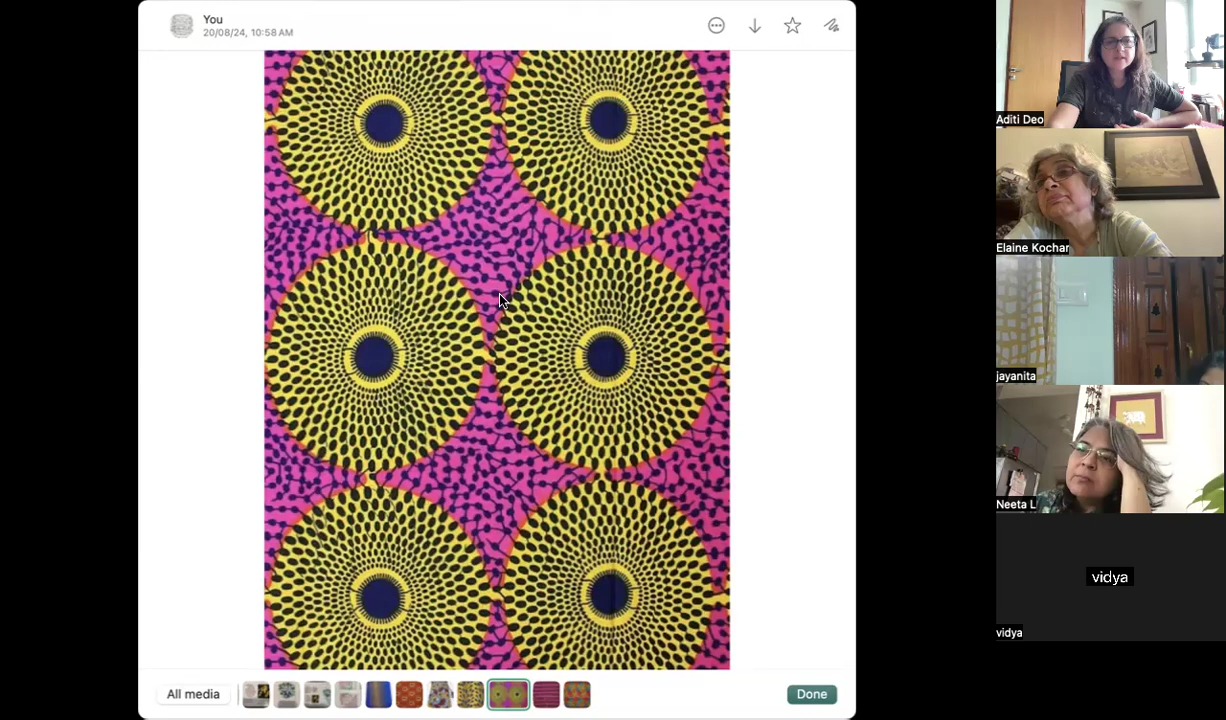 You
20/08/24, 10:58 AM
Aditi Deo
Elaine Kochar
jayanita
Neeta L
vidya
vidya
All media
Done